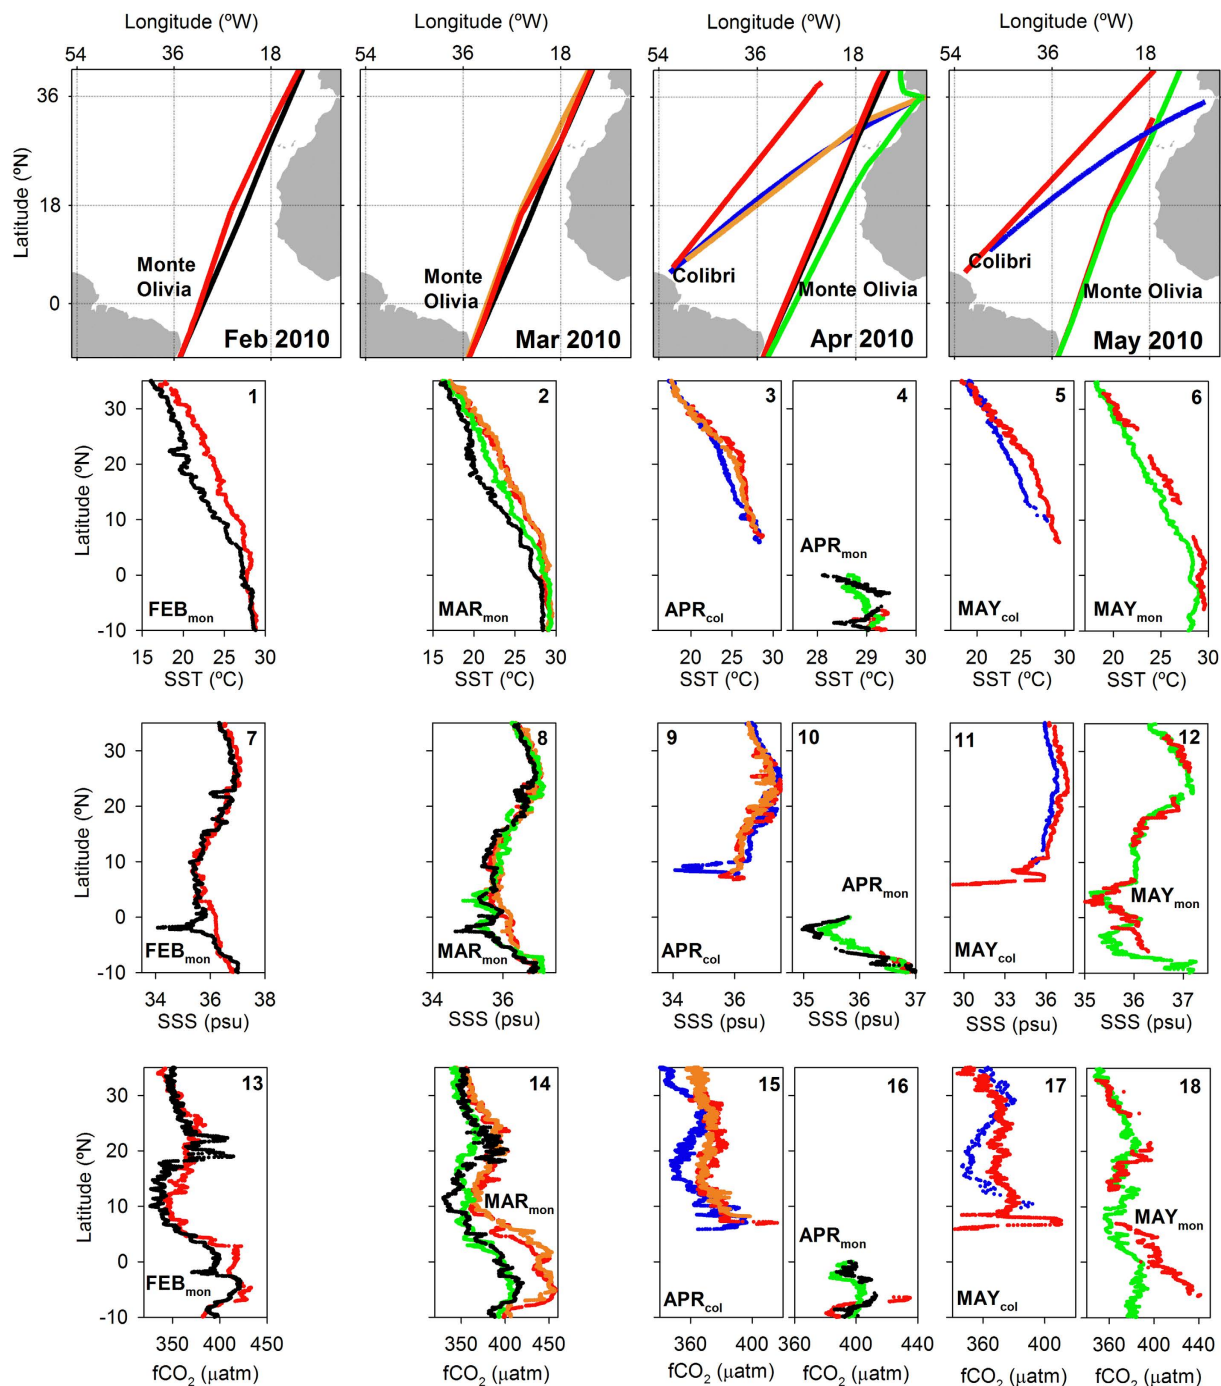 Longitude (ºW) Longitude (ºW) Longitude (ºW) Longitude (ºW)
54 36 18 54 36 18 54 36 18 54 36 18
Latitude (ºN)
36
18
0
Monte
Olivia
Feb 2010
Monte
Olivia
Mar 2010
Colibri
Monte Olivia
Apr 2010
Colibri
Monte Olivia
May 2010
Latitude (ºN)
30
20
10
0
-10
1
FEBmon
2
MARmon
3
APRcol
4
APRmon
5
MAYcol
6
MAYmon
15 20 25 30 15 20 25 30 20 25 30 28 29 30 20 25 30 20 25 30
SST (ºC) SST (ºC) SST (ºC) SST (ºC) SST (ºC) SST (ºC)
Latitude (ºN)
30
20
10
0
-10
7
FEBmon
8
MARmon
9
APRcol
10
APRmon
11
MAYcol
12
MAYmon
34 36 38 34 36 34 36 35 36 37 30 33 36 35 36 37
SSS (psu) SSS (psu) SSS (psu) SSS (psu) SSS (psu) SSS (psu)
Latitude (ºN)
30
20
10
0
-10
13
FEBmon
14
MARmon
15
APRcol
16
APRmon
17
MAYcol
18
MAYmon
350 400 450 350 400 450 360 400 360 400 440 360 400 360 400 440
fCO₂ (µatm) fCO₂ (µatm) fCO₂ (µatm) fCO₂ (µatm) fCO₂ (µatm) fCO₂ (µatm)